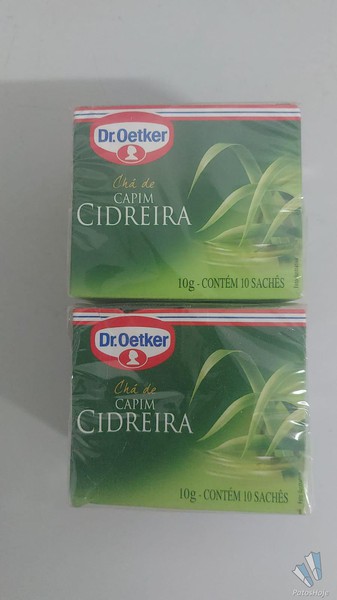 Dr.Oetker
Chá de
CAPIM
CIDREIRA
10g - CONTÉM 10 SACHÊS
Dr.Oetker
Chá de
CAPIM
CIDREIRA
10g - CONTÉM 10 SACHÊS
PatosHoje